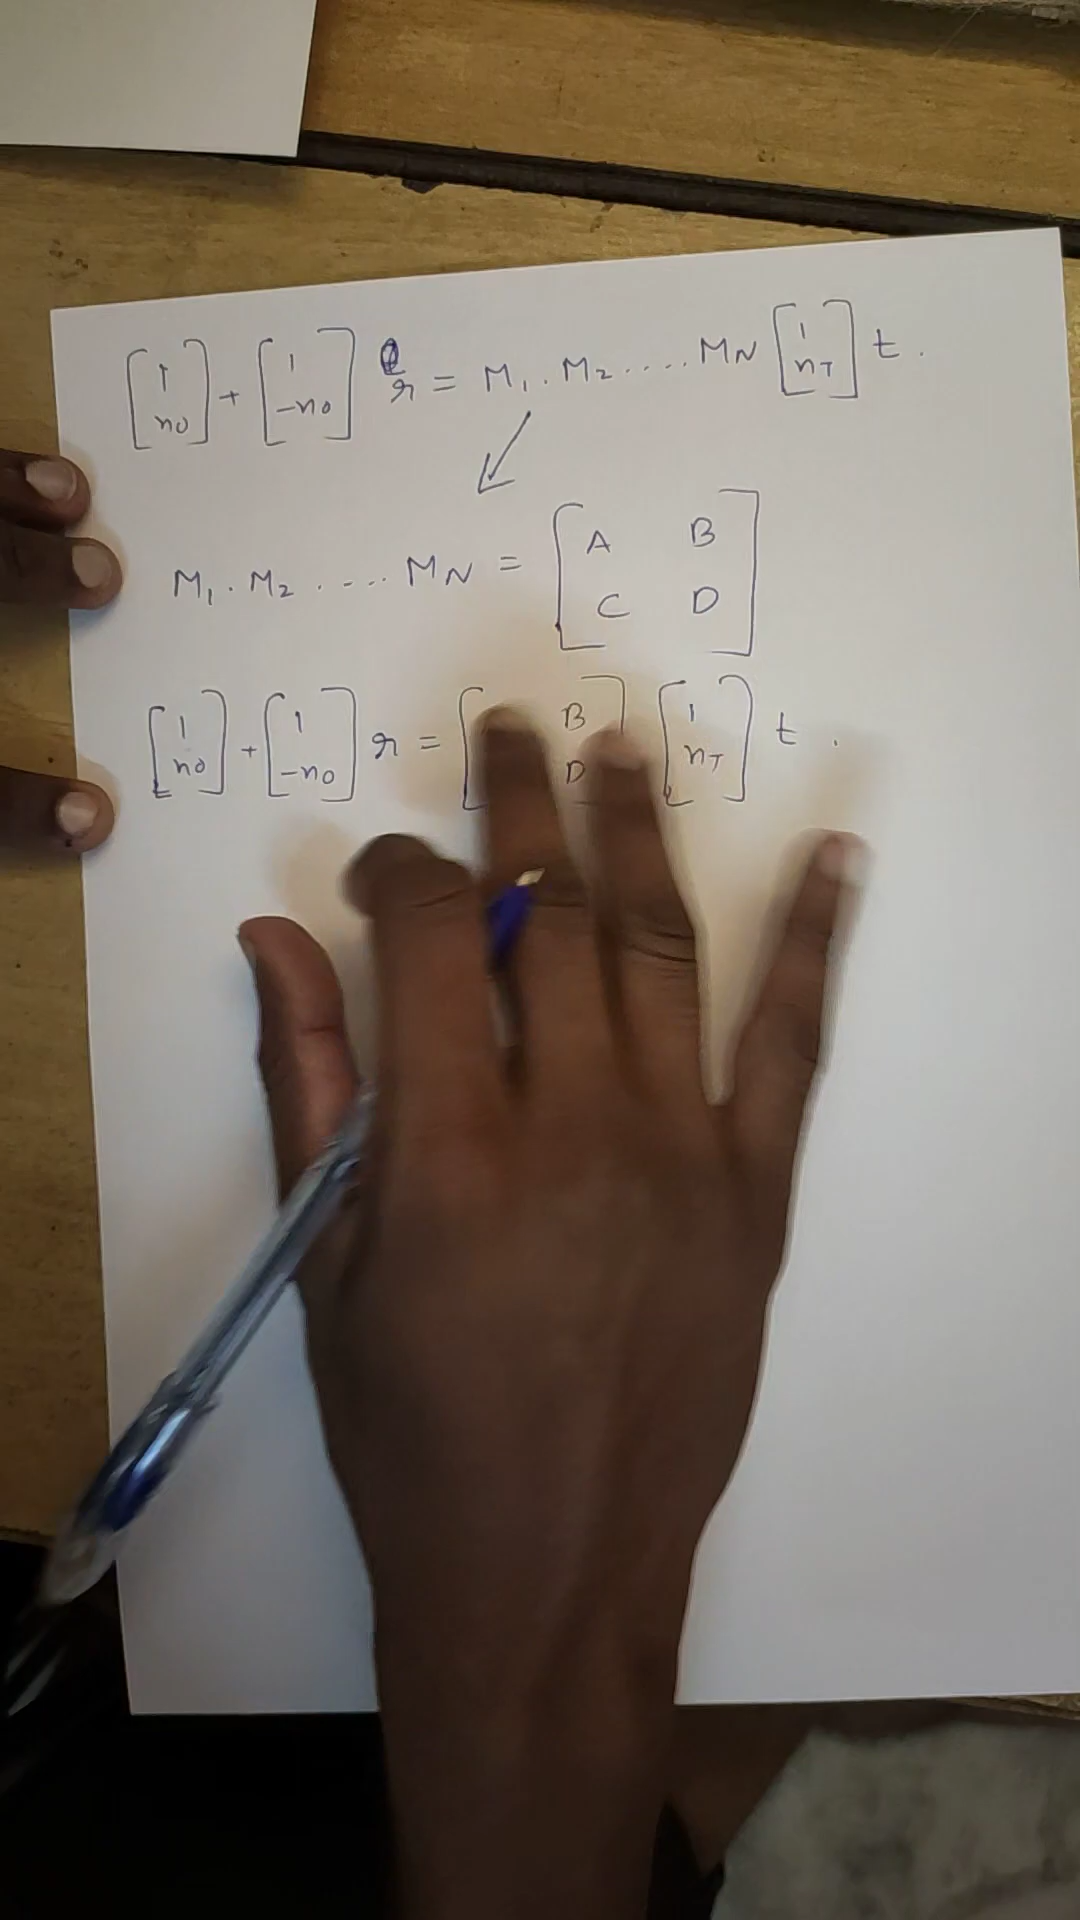 [1 n0] + [1 -n0] r = M1 . M2 ..... MN [1 nT] t .
M1 . M2 . .... MN = [A B C D]
[1 n0] + [1 -n0] r = [ B D] [1 nT] t .